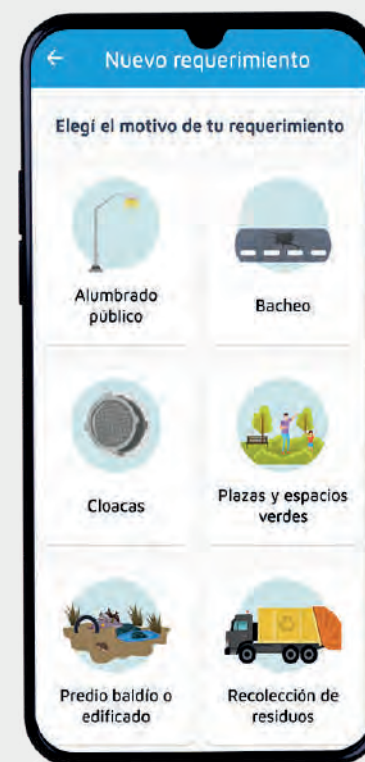 Nuevo requerimiento
Elegí el motivo de tu requerimiento
Alumbrado
público
Bacheo
Cloacas
Plazas y espacios
verdes
Predio baldío o
edificado
Recolección de
residuos